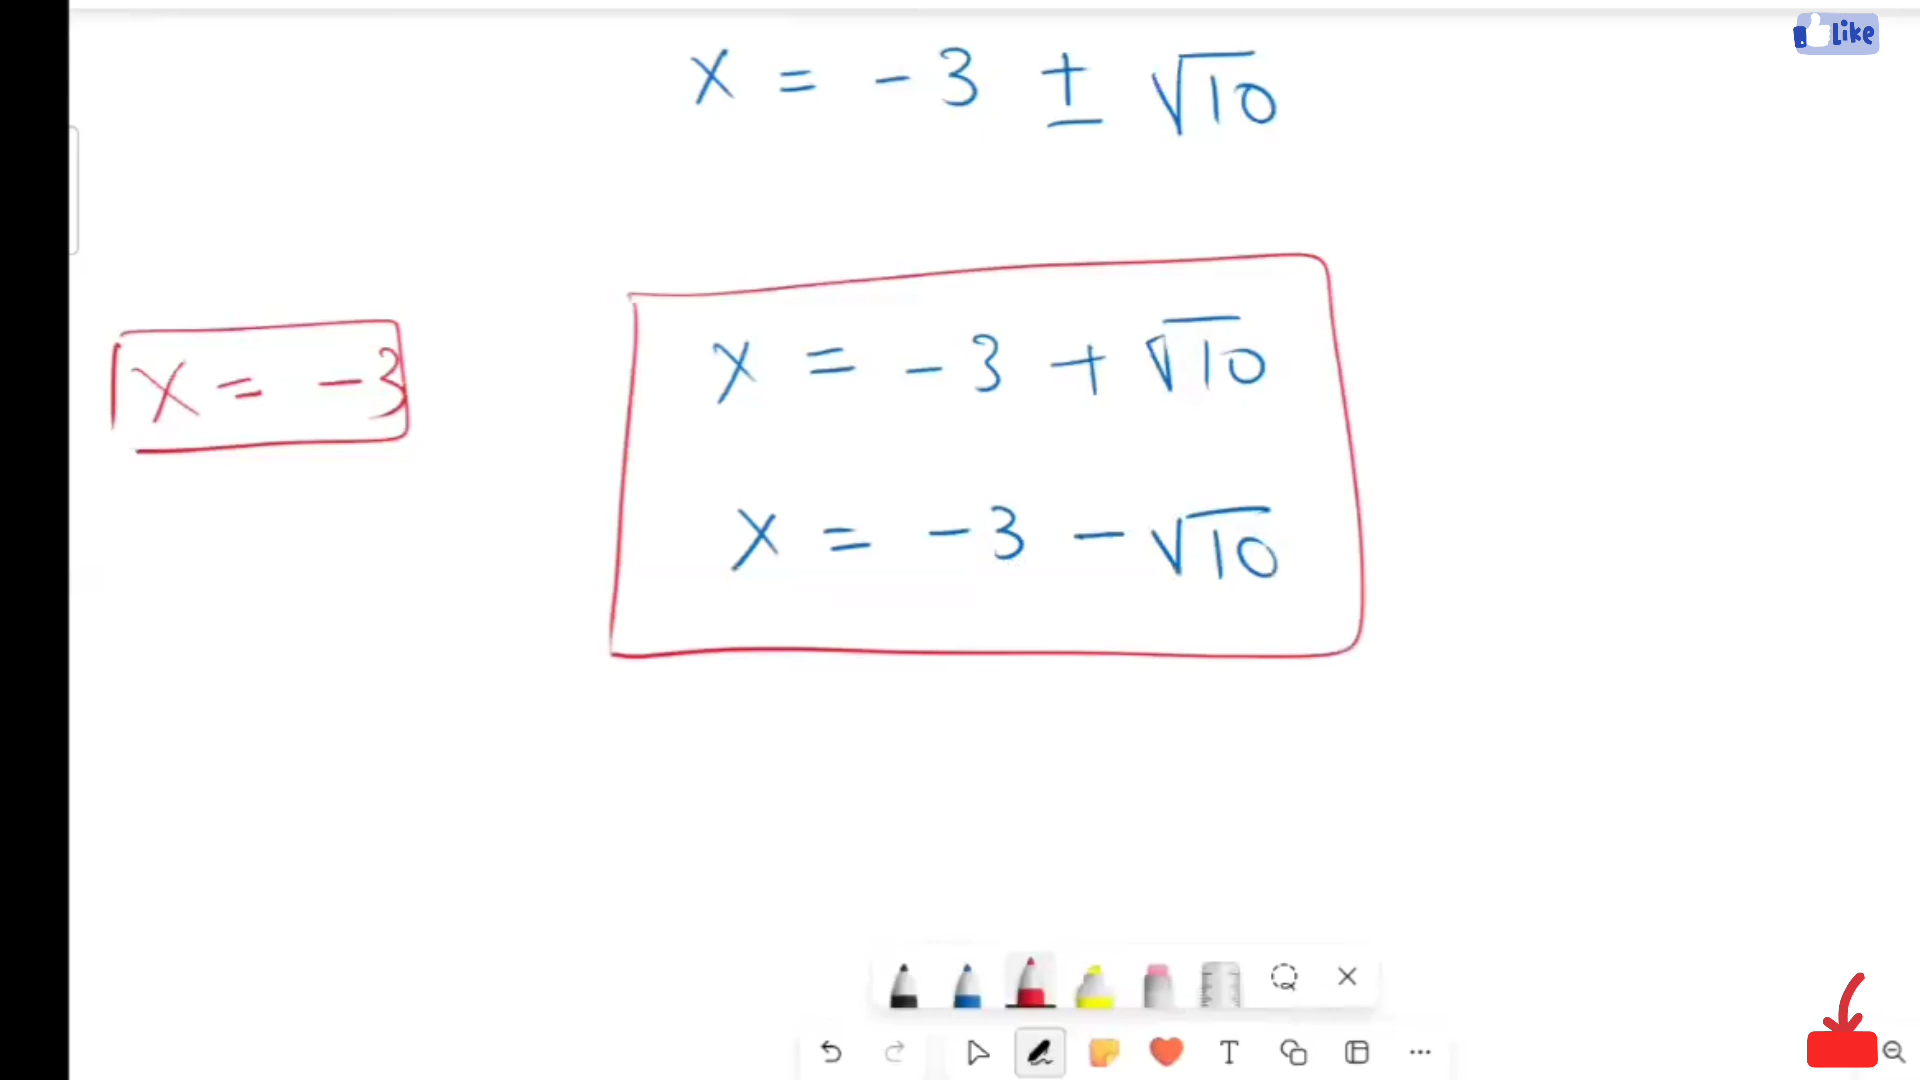 Like
x = -3 ± √10
x = -3
x = -3 + √10
x = -3 - √10
T